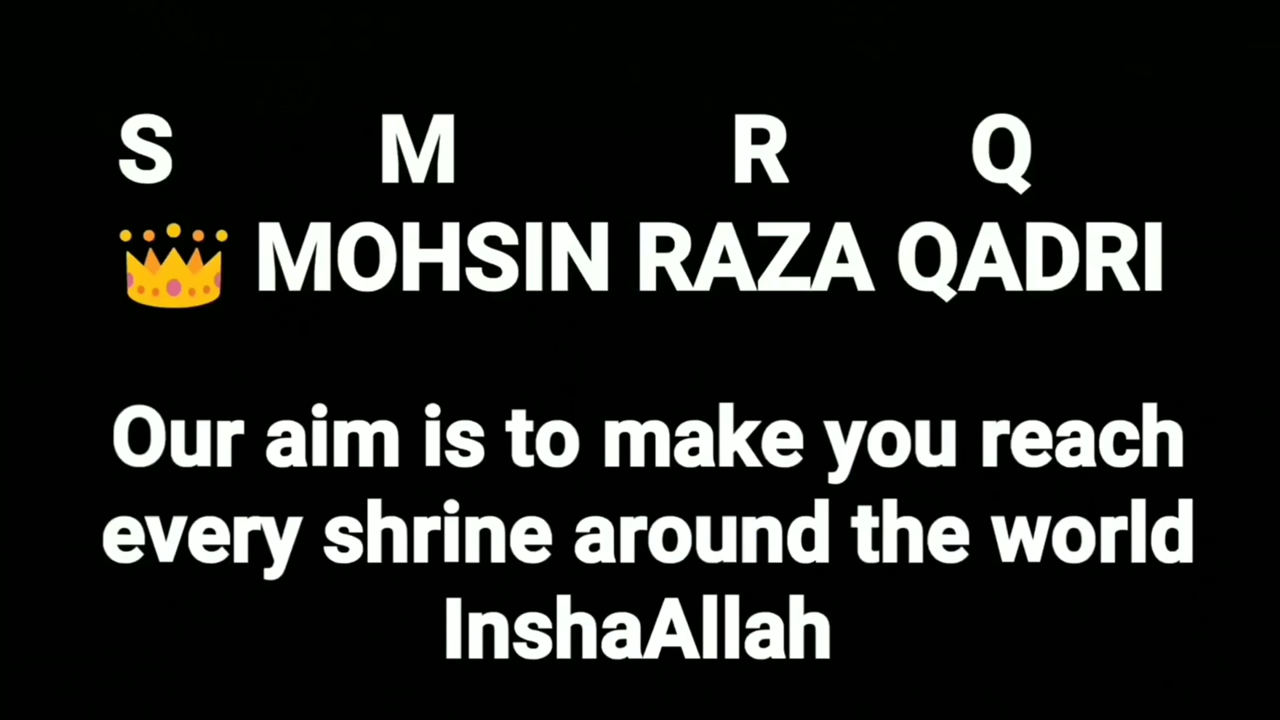 S M R Q
👑 MOHSIN RAZA QADRI
Our aim is to make you reach
every shrine around the world
InshaAllah